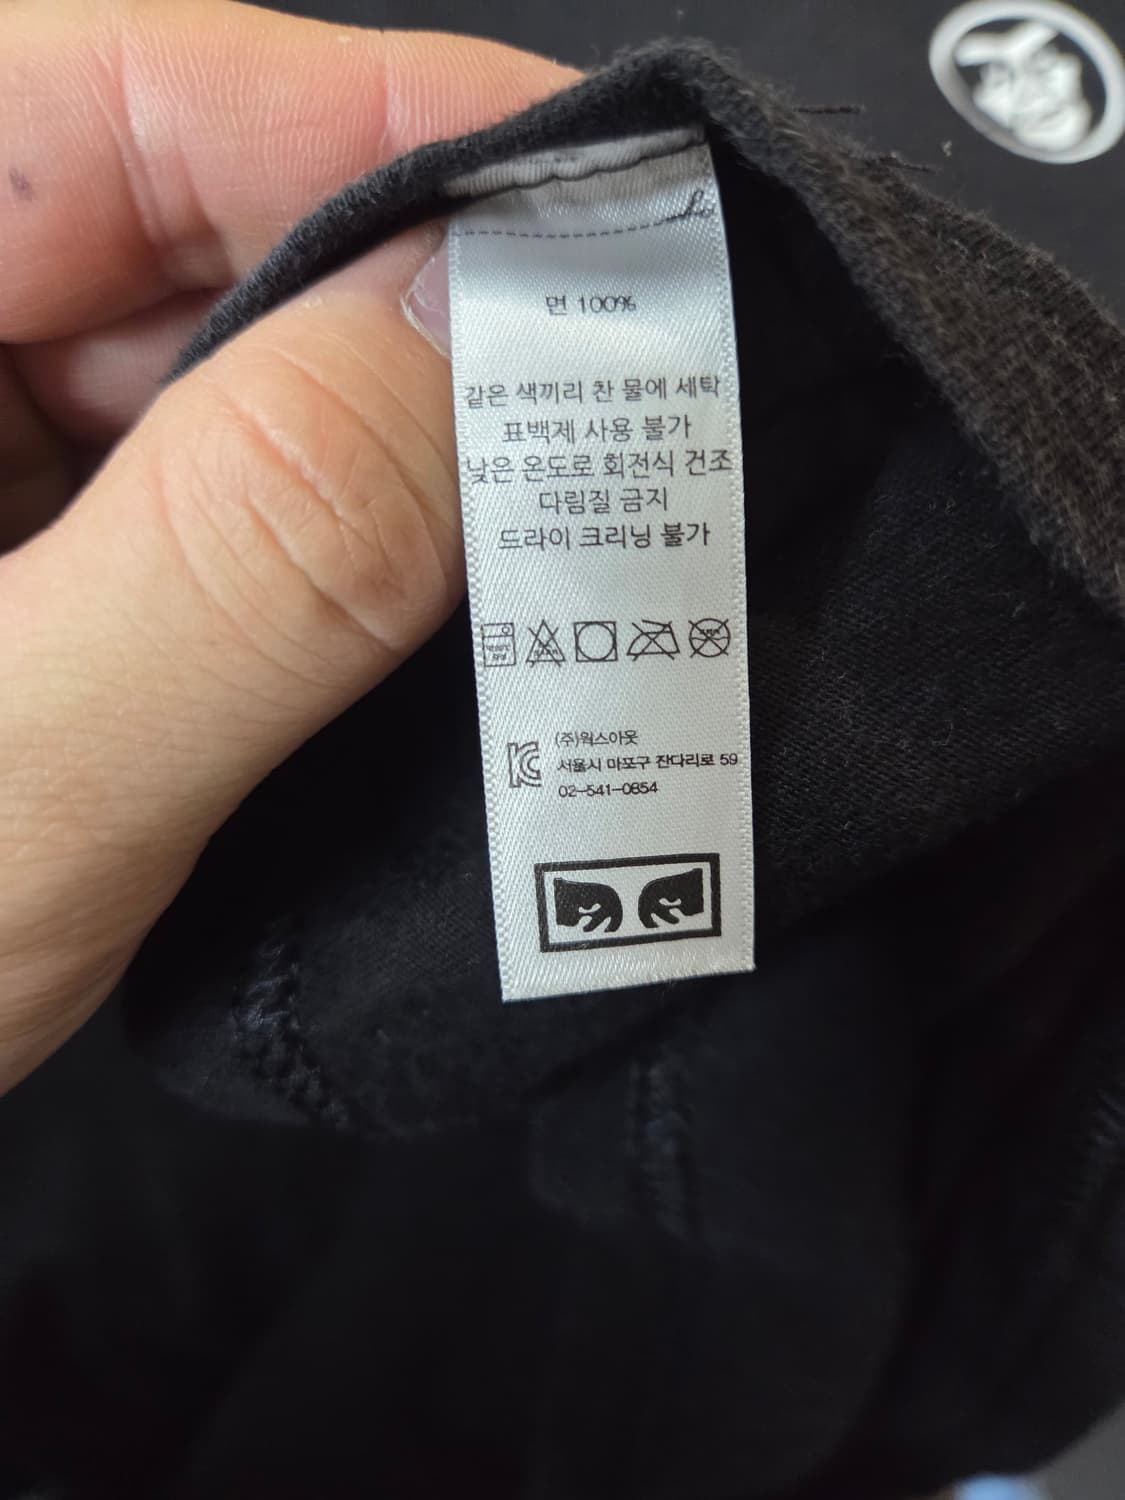 면 100%
같은 색끼리 찬 물에 세탁
표백제 사용 불가
낮은 온도로 회전식 건조
다림질 금지
드라이 크리닝 불가
(주)웍스아웃
서울시 마포구 잔다리로 59
02-541-0854